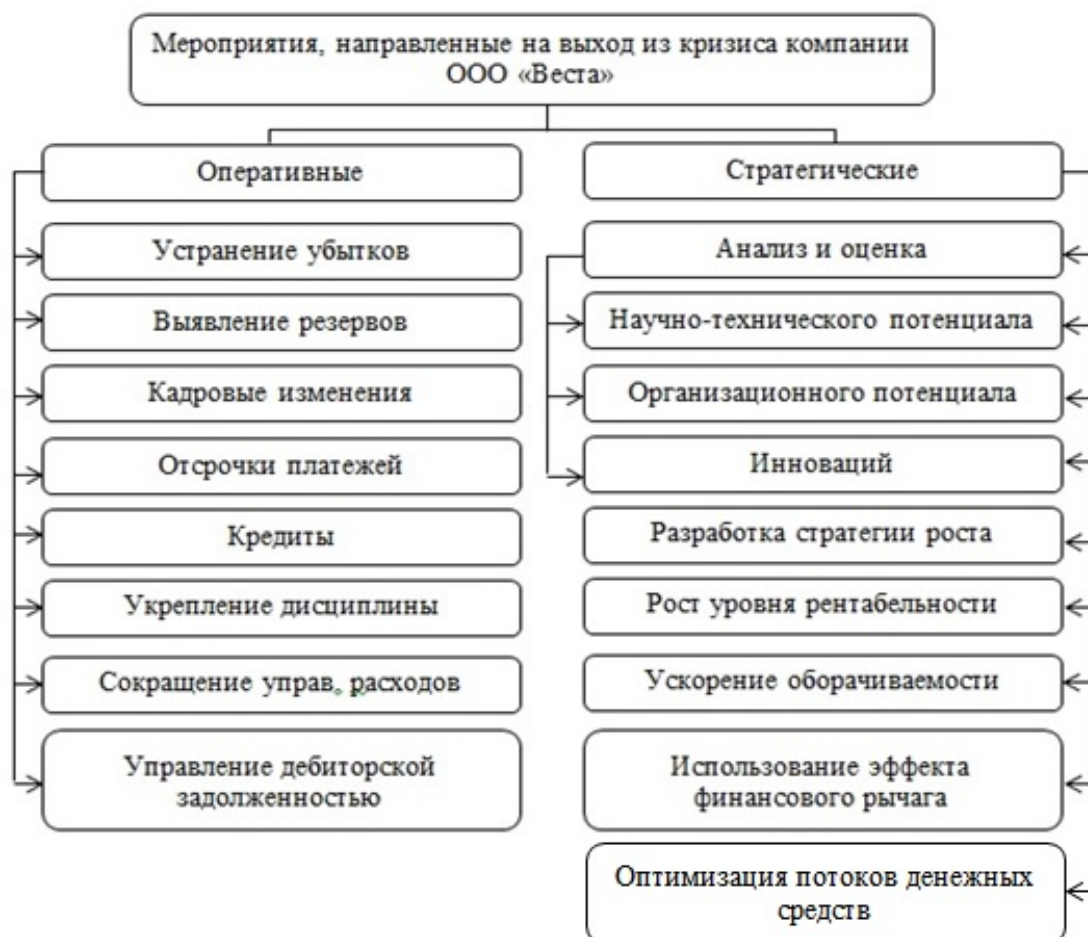 Мероприятия, направленные на выход из кризиса компании
ООО «Веста»
Оперативные
Устранение убытков
Выявление резервов
Кадровые изменения
Отсрочки платежей
Кредиты
Укрепление дисциплины
Сокращение управ. расходов
Управление дебиторской
задолженностью
Стратегические
Анализ и оценка
Научно-технического потенциала
Организационного потенциала
Инноваций
Разработка стратегии роста
Рост уровня рентабельности
Ускорение оборачиваемости
Использование эффекта
финансового рычага
Оптимизация потоков денежных
средств